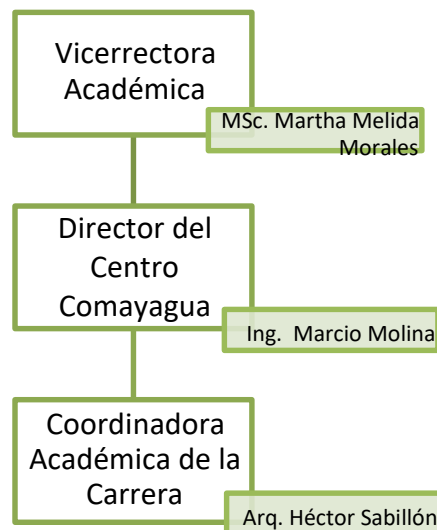 Vicerrectora
Académica
MSc. Martha Melida
Morales
Director del
Centro
Comayagua
Ing. Marcio Molina
Coordinadora
Académica de la
Carrera
Arq. Héctor Sabillón